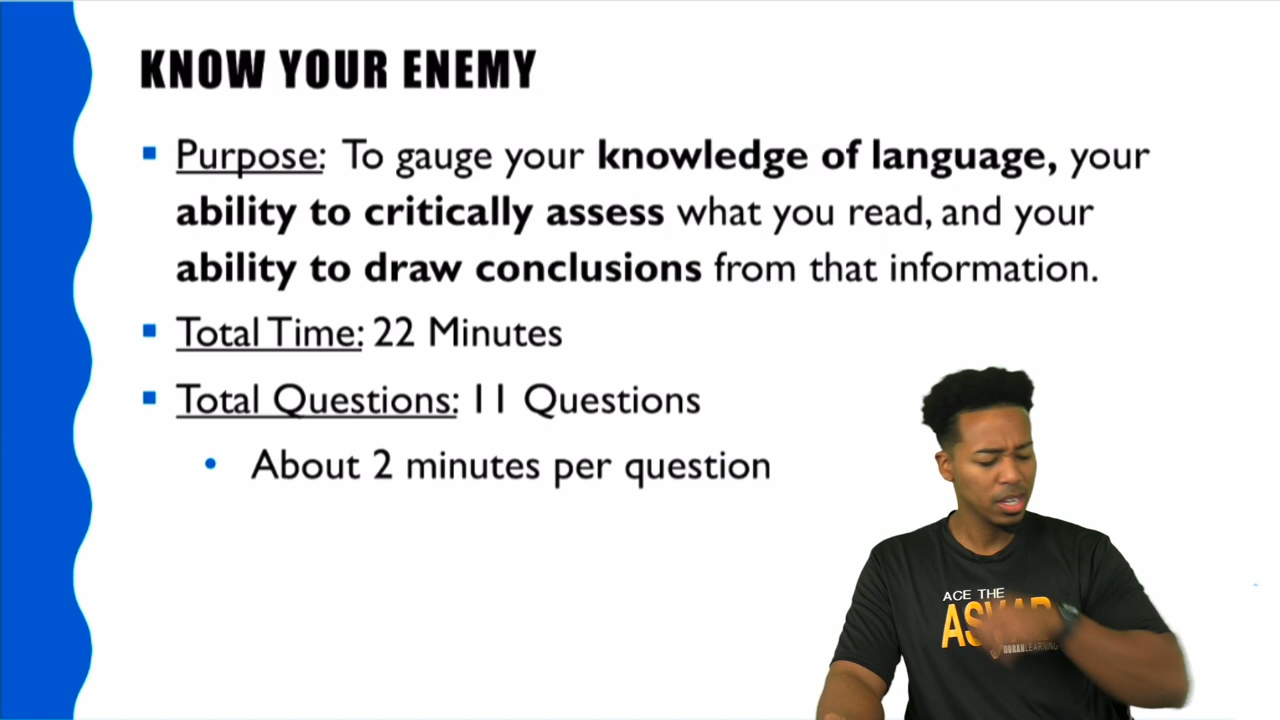 KNOW YOUR ENEMY
Purpose: To gauge your knowledge of language, your
ability to critically assess what you read, and your
ability to draw conclusions from that information.
Total Time: 22 Minutes
Total Questions: 11 Questions
About 2 minutes per question
ACE THE